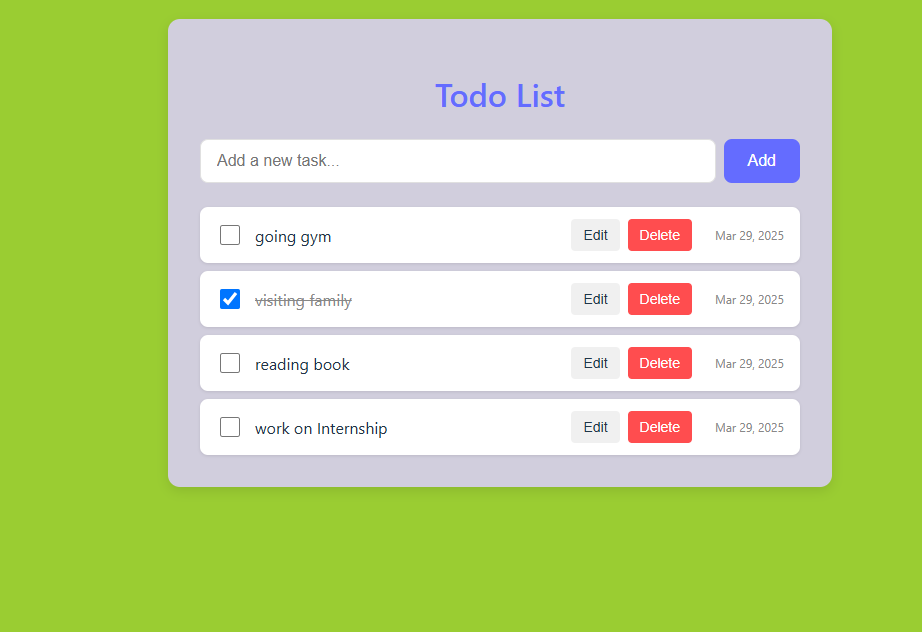 Todo List
Add a new task...
Add
going gym Edit Delete Mar 29, 2025
visiting family Edit Delete Mar 29, 2025
reading book Edit Delete Mar 29, 2025
work on Internship Edit Delete Mar 29, 2025